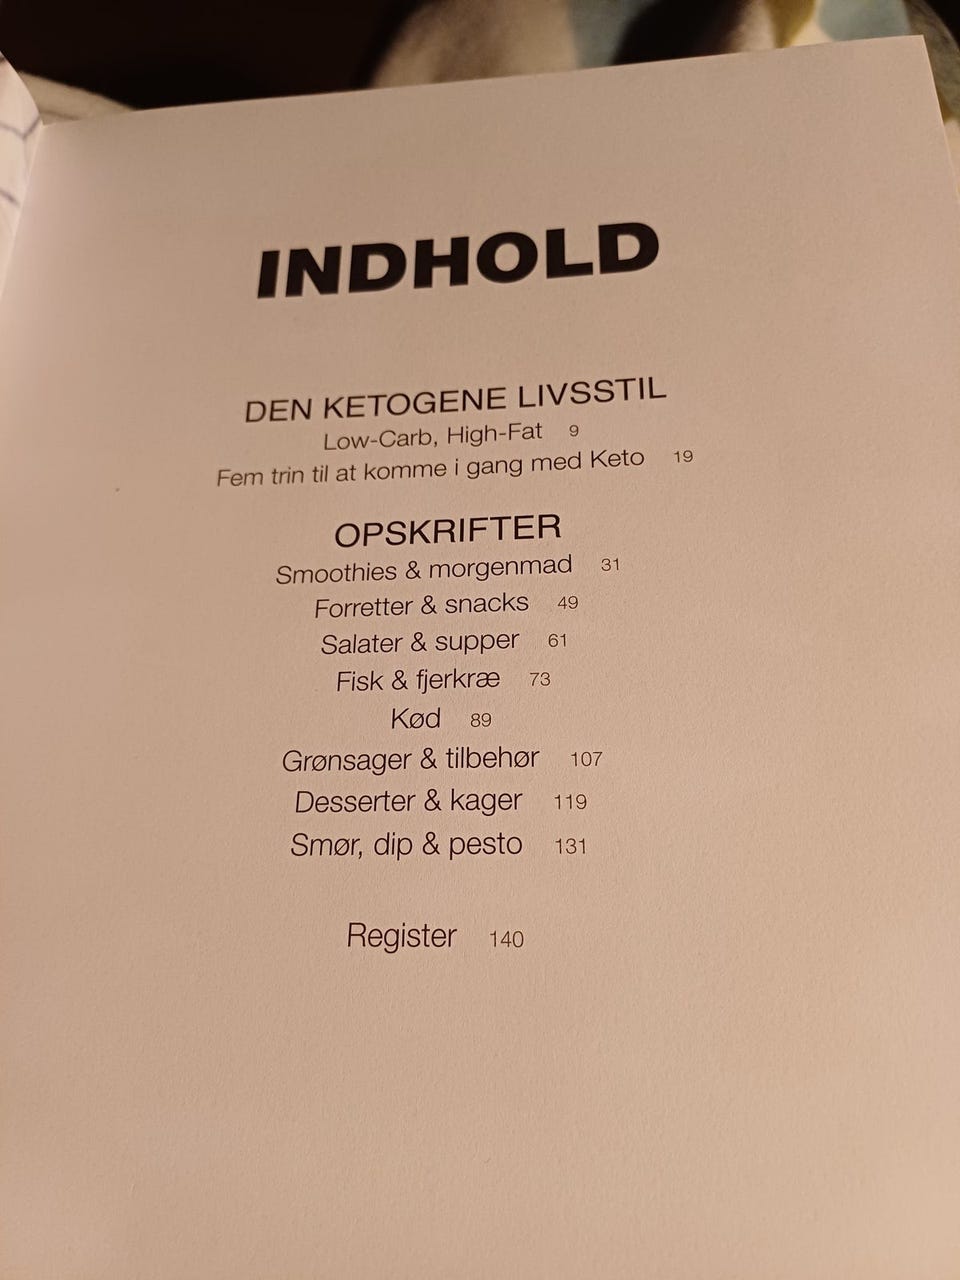 INDHOLD
DEN KETOGENE LIVSSTIL
Low-Carb, High-Fat 9
Fem trin til at komme i gang med Keto 19
OPSKRIFTER
Smoothies & morgenmad 31
Forretter & snacks 49
Salater & supper 61
Fisk & fjerkræ 73
Kød 89
Grønsager & tilbehør 107
Desserter & kager 119
Smør, dip & pesto 131
Register 140